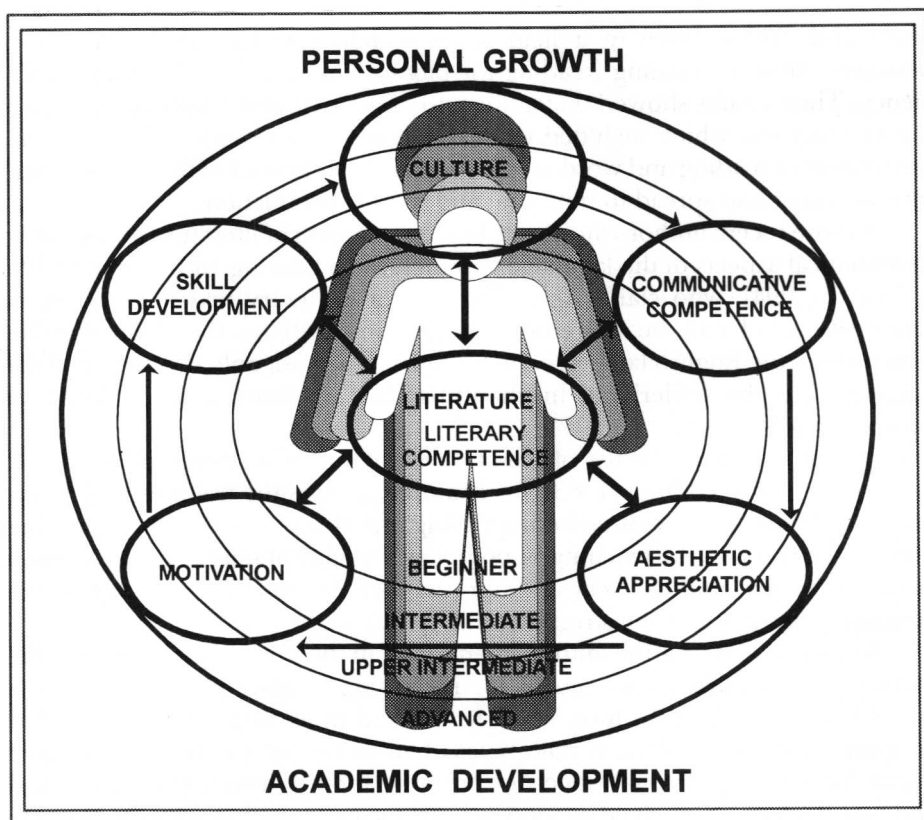 PERSONAL GROWTH
CULTURE
SKILL
DEVELOPMENT
COMMUNICATIVE
COMPETENCE
LITERATURE
LITERARY
COMPETENCE
MOTIVATION
BEGINNER
AESTHETIC
APPRECIATION
INTERMEDIATE
UPPER INTERMEDIATE
ADVANCED
ACADEMIC DEVELOPMENT